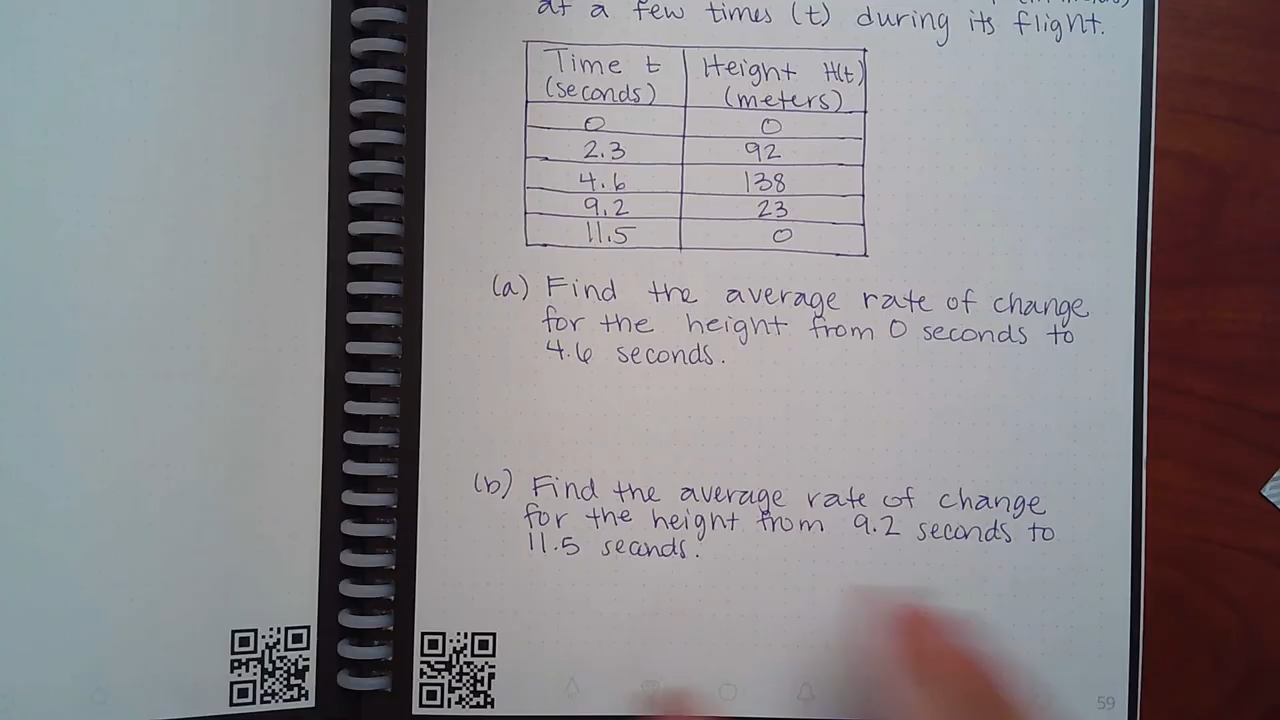 at a few times (t) during its flight.
Time t Height H(t)
(seconds) (meters)
0 0
2.3 92
4.6 138
9.2 23
11.5 0
(a) Find the average rate of change
for the height from 0 seconds to
4.6 seconds.
(b) Find the average rate of change
for the height from 9.2 seconds to
11.5 seconds.
59